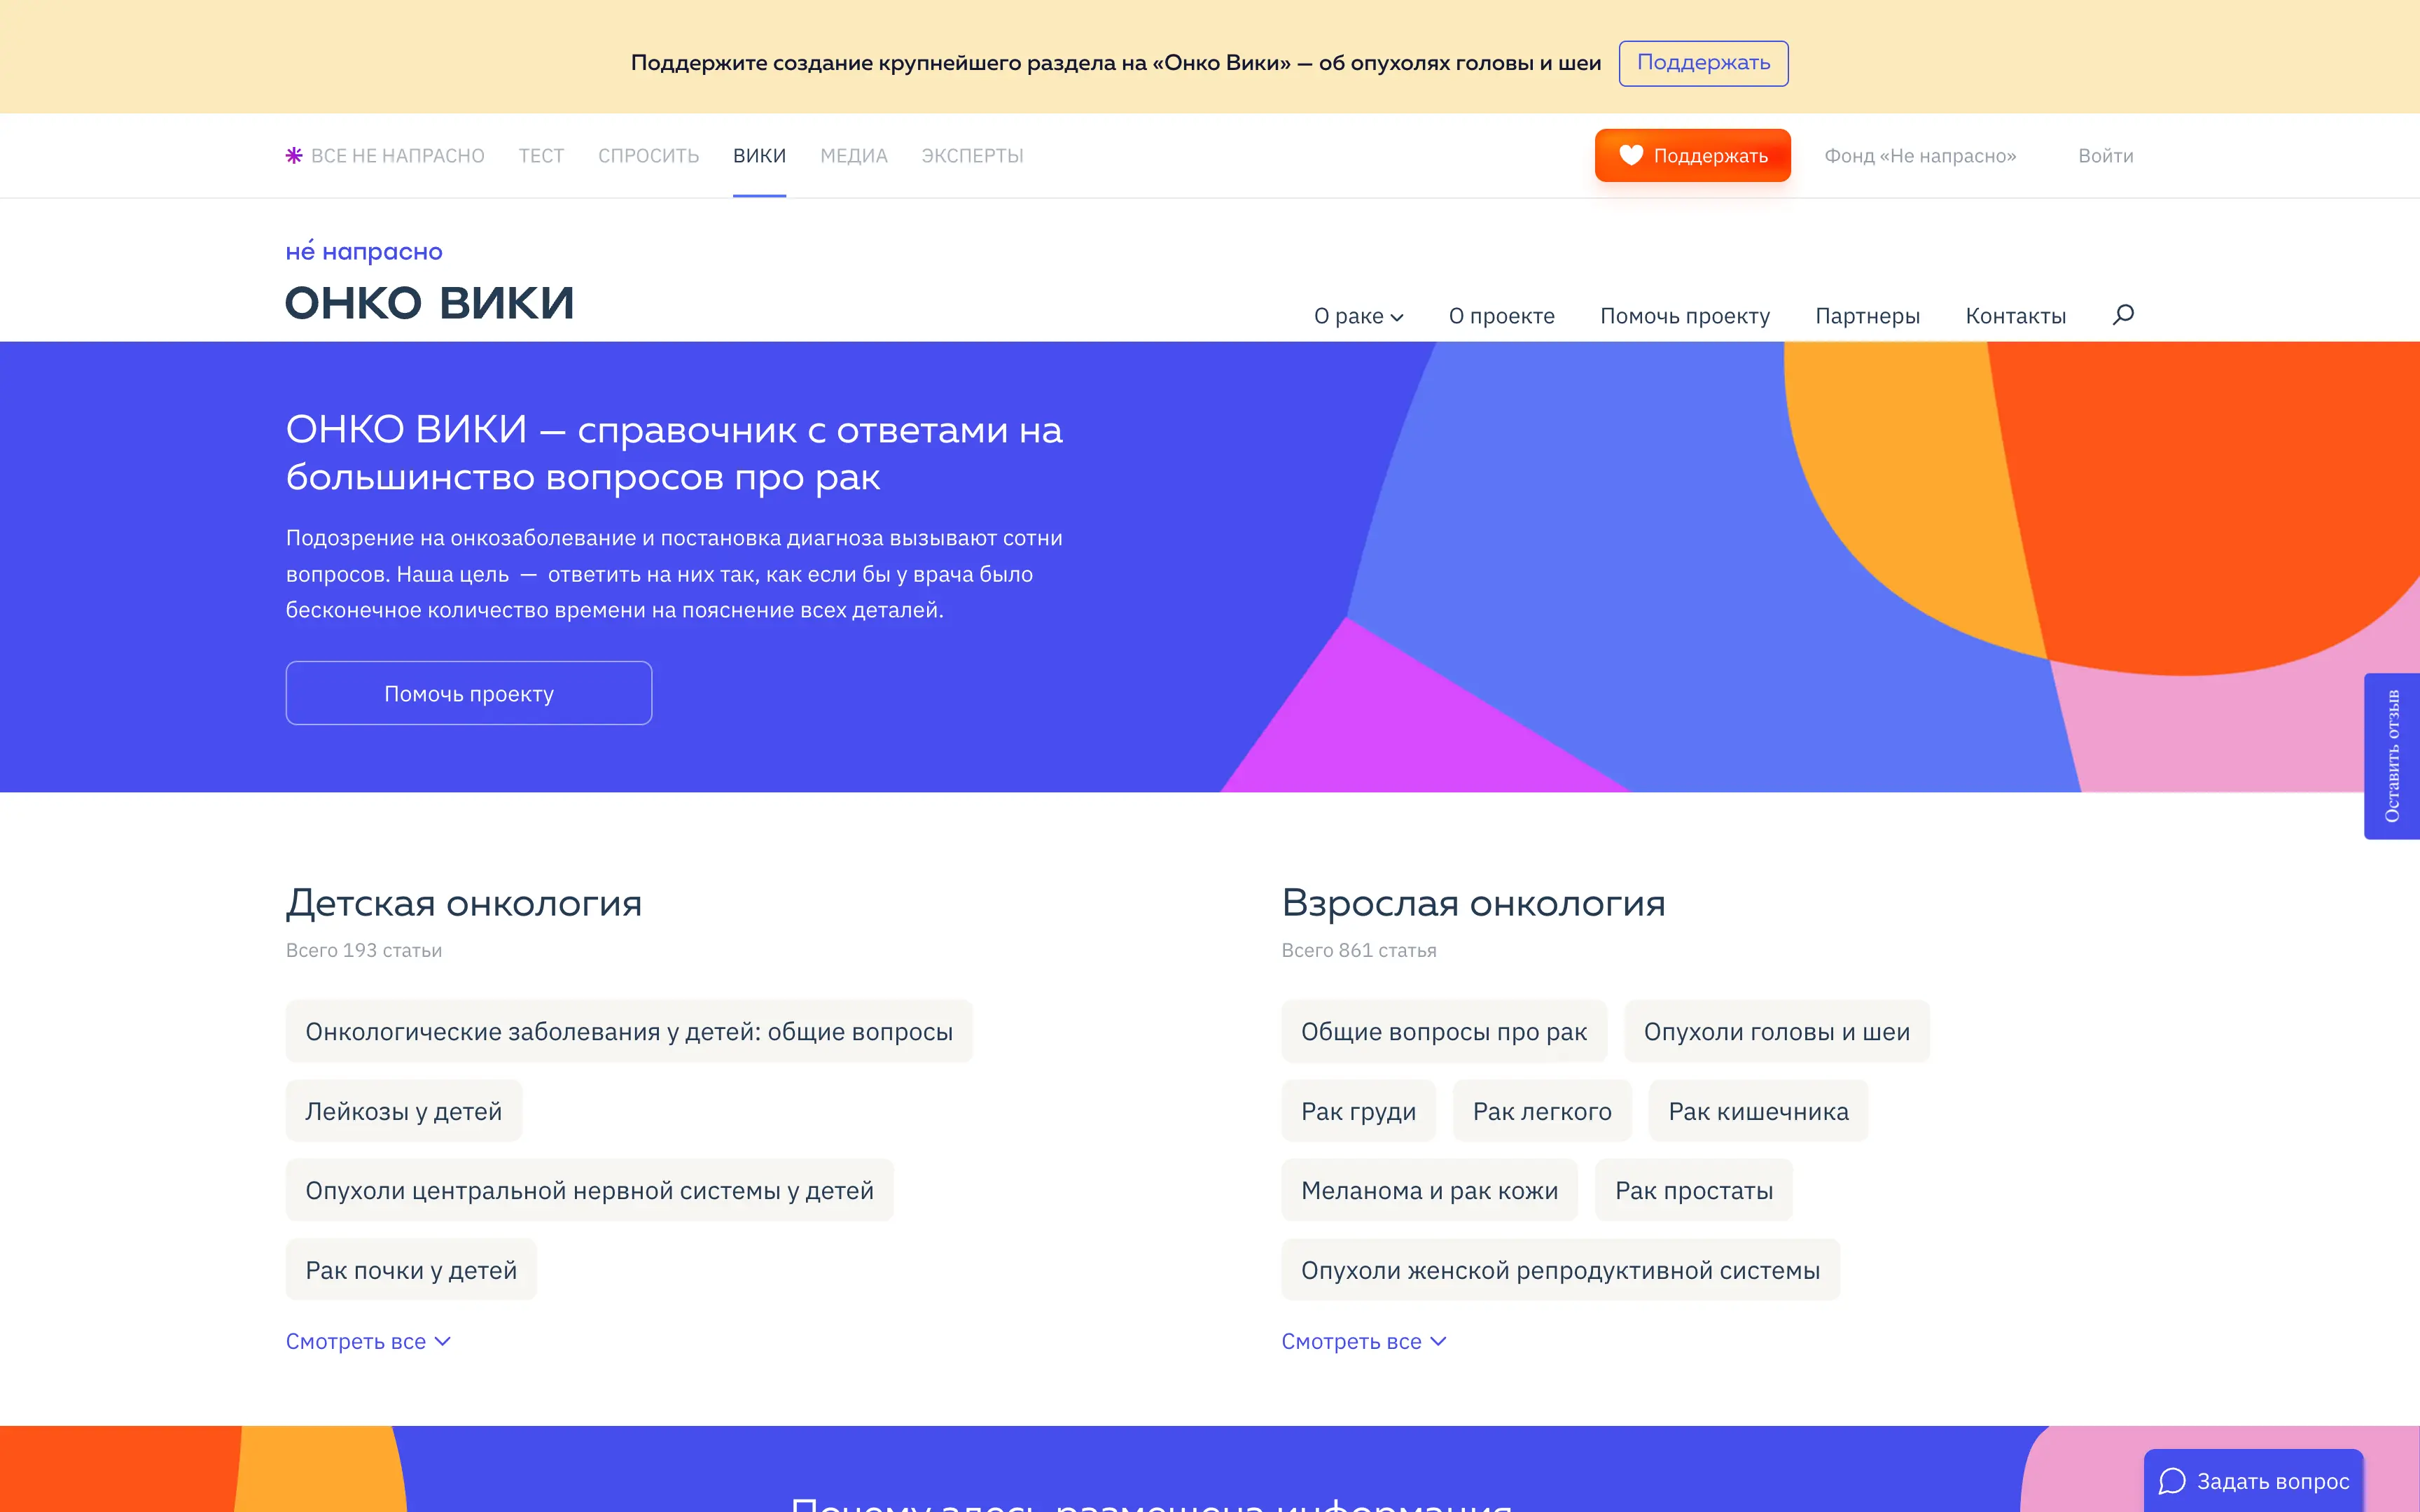 Поддержите создание крупнейшего раздела на «Онко Вики» — об опухолях головы и шеи Поддержать
ВСЕ НЕ НАПРАСНО ТЕСТ СПРОСИТЬ ВИКИ МЕДИА ЭКСПЕРТЫ Поддержать Фонд «Не напрасно» Войти
не́ напрасно
ОНКО ВИКИ
О раке О проекте Помочь проекту Партнеры Контакты
ОНКО ВИКИ — справочник с ответами на
большинство вопросов про рак
Подозрение на онкозаболевание и постановка диагноза вызывают сотни
вопросов. Наша цель — ответить на них так, как если бы у врача было
бесконечное количество времени на пояснение всех деталей.
Помочь проекту
Оставить отзыв
Детская онкология
Всего 193 статьи
Онкологические заболевания у детей: общие вопросы
Лейкозы у детей
Опухоли центральной нервной системы у детей
Рак почки у детей
Смотреть все
Взрослая онкология
Всего 861 статья
Общие вопросы про рак Опухоли головы и шеи
Рак груди Рак легкого Рак кишечника
Меланома и рак кожи Рак простаты
Опухоли женской репродуктивной системы
Смотреть все
Почему здесь размещена информация
Задать вопрос